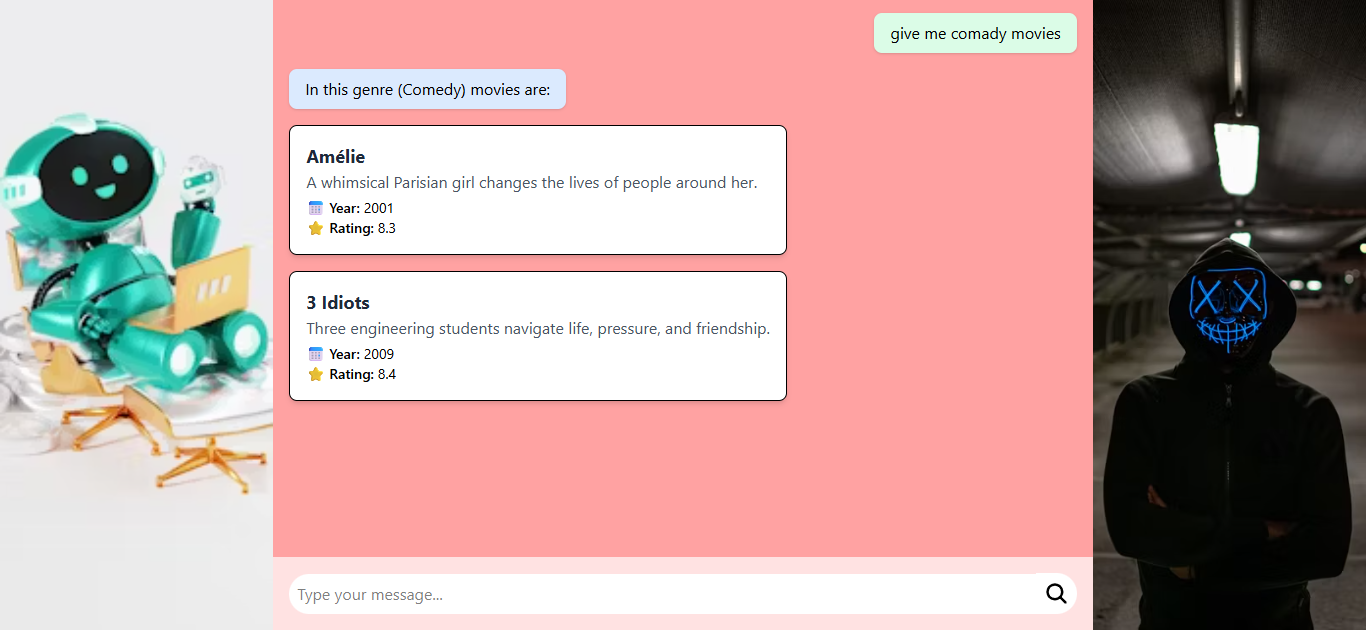 give me comady movies
In this genre (Comedy) movies are:
Amélie
A whimsical Parisian girl changes the lives of people around her.
Year: 2001
Rating: 8.3
3 Idiots
Three engineering students navigate life, pressure, and friendship.
Year: 2009
Rating: 8.4
Type your message...